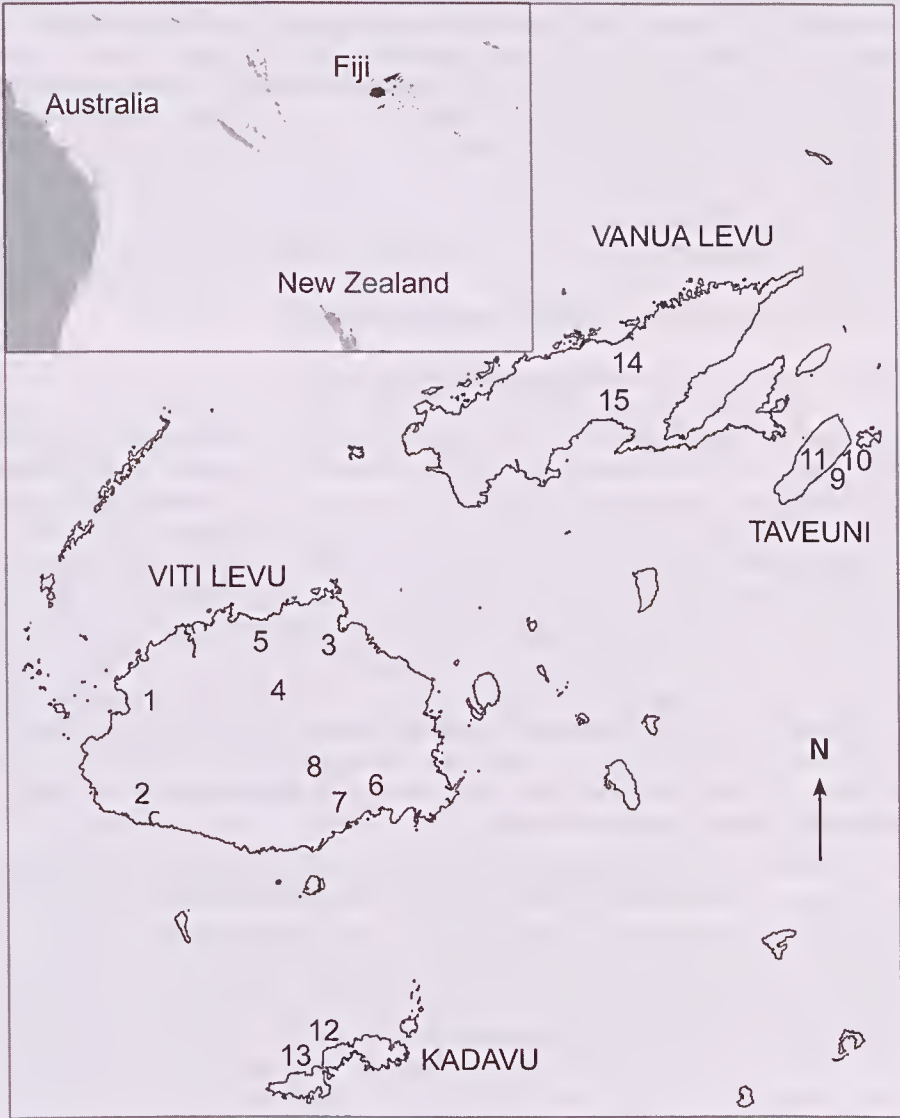 Fiji
Australia
New Zealand
VANUA LEVU
14
15
11 10
9
TAVEUNI
VITI LEVU
5 3
4
1
8
6
2 7
N
12
13
KADAVU